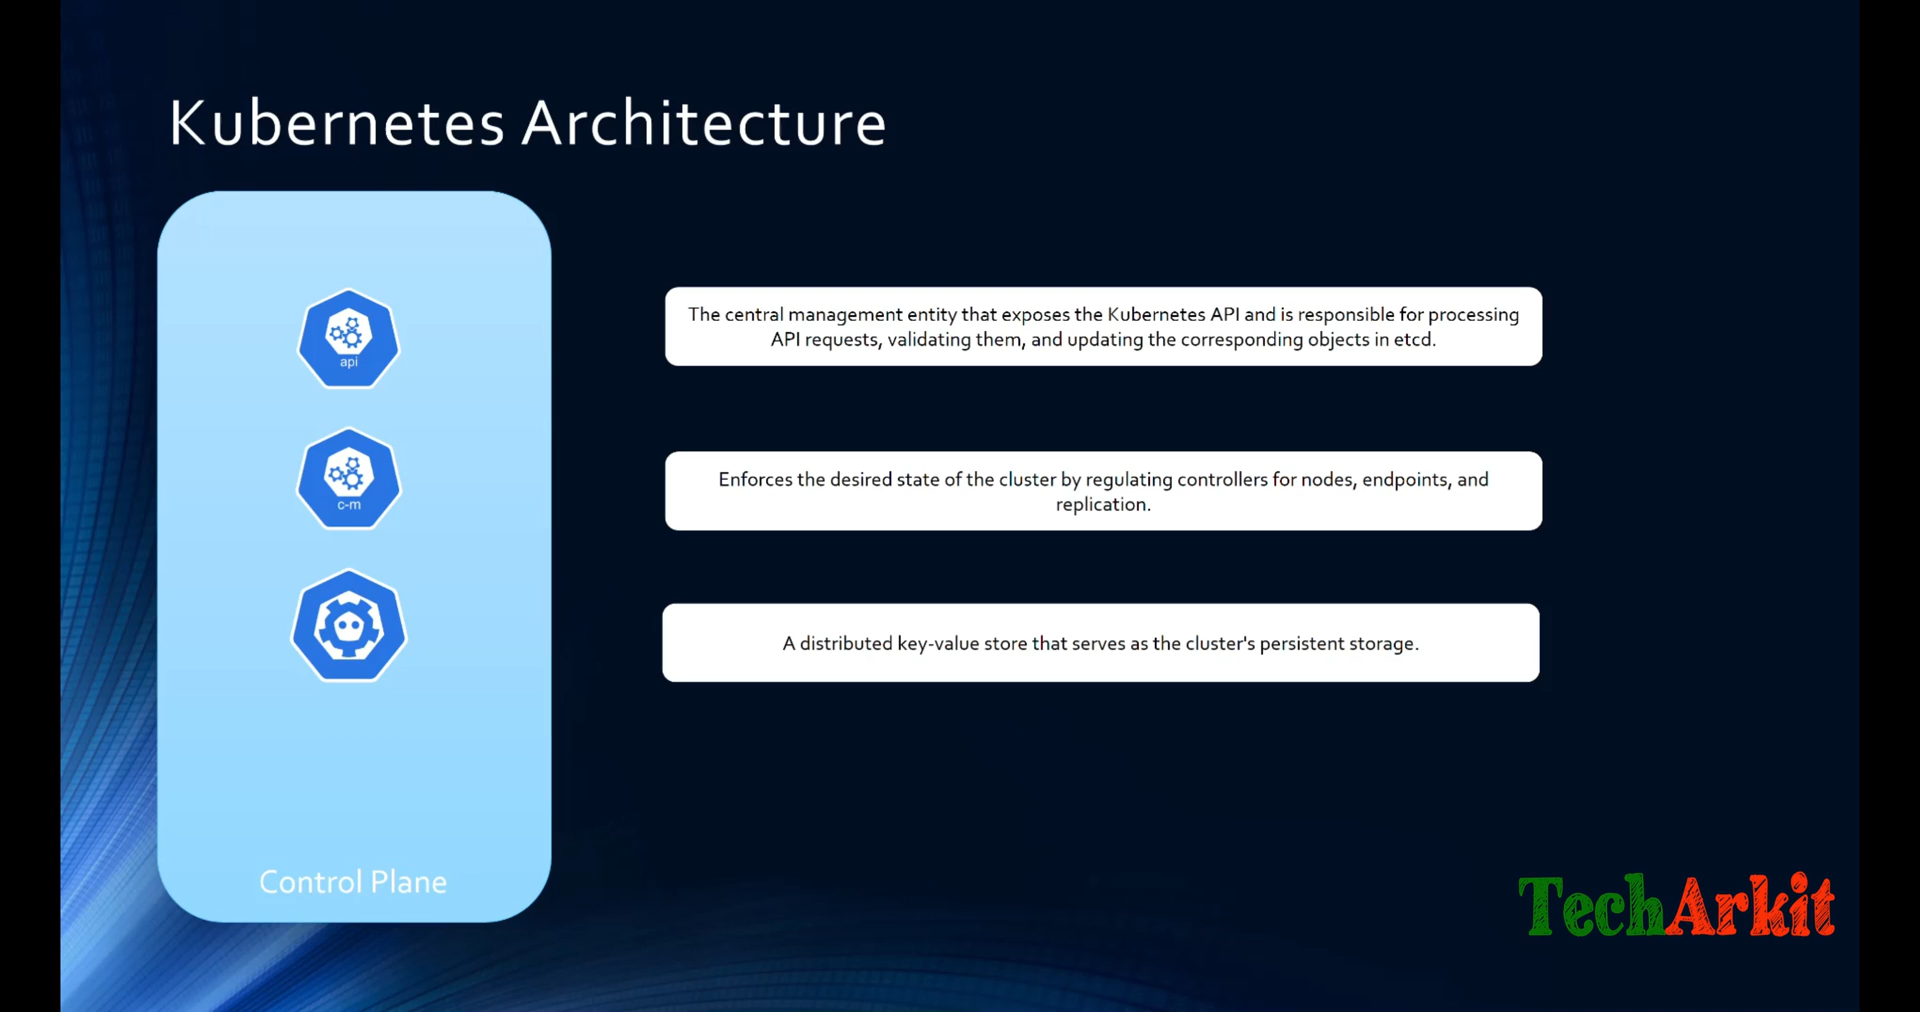 Kubernetes Architecture
api
The central management entity that exposes the Kubernetes API and is responsible for processing
API requests, validating them, and updating the corresponding objects in etcd.
c-m
Enforces the desired state of the cluster by regulating controllers for nodes, endpoints, and
replication.
A distributed key-value store that serves as the cluster's persistent storage.
Control Plane
TechArkit